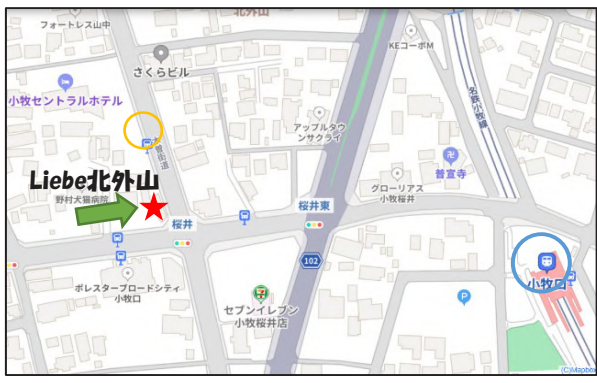 北外山
フォートレス山中
KEコーポM
さくらビル
小牧セントラルホテル
名鉄小牧線
アップルタウ
ンサクライ
木曽街道
普宣寺
Liebe北外山
野村犬猫病院
グローリアス
小牧桜井
桜井東
桜井
102
ポレスターブロードシティ
小牧口
小牧口
セブンイレブン
小牧桜井店
P
(C)Mapbox